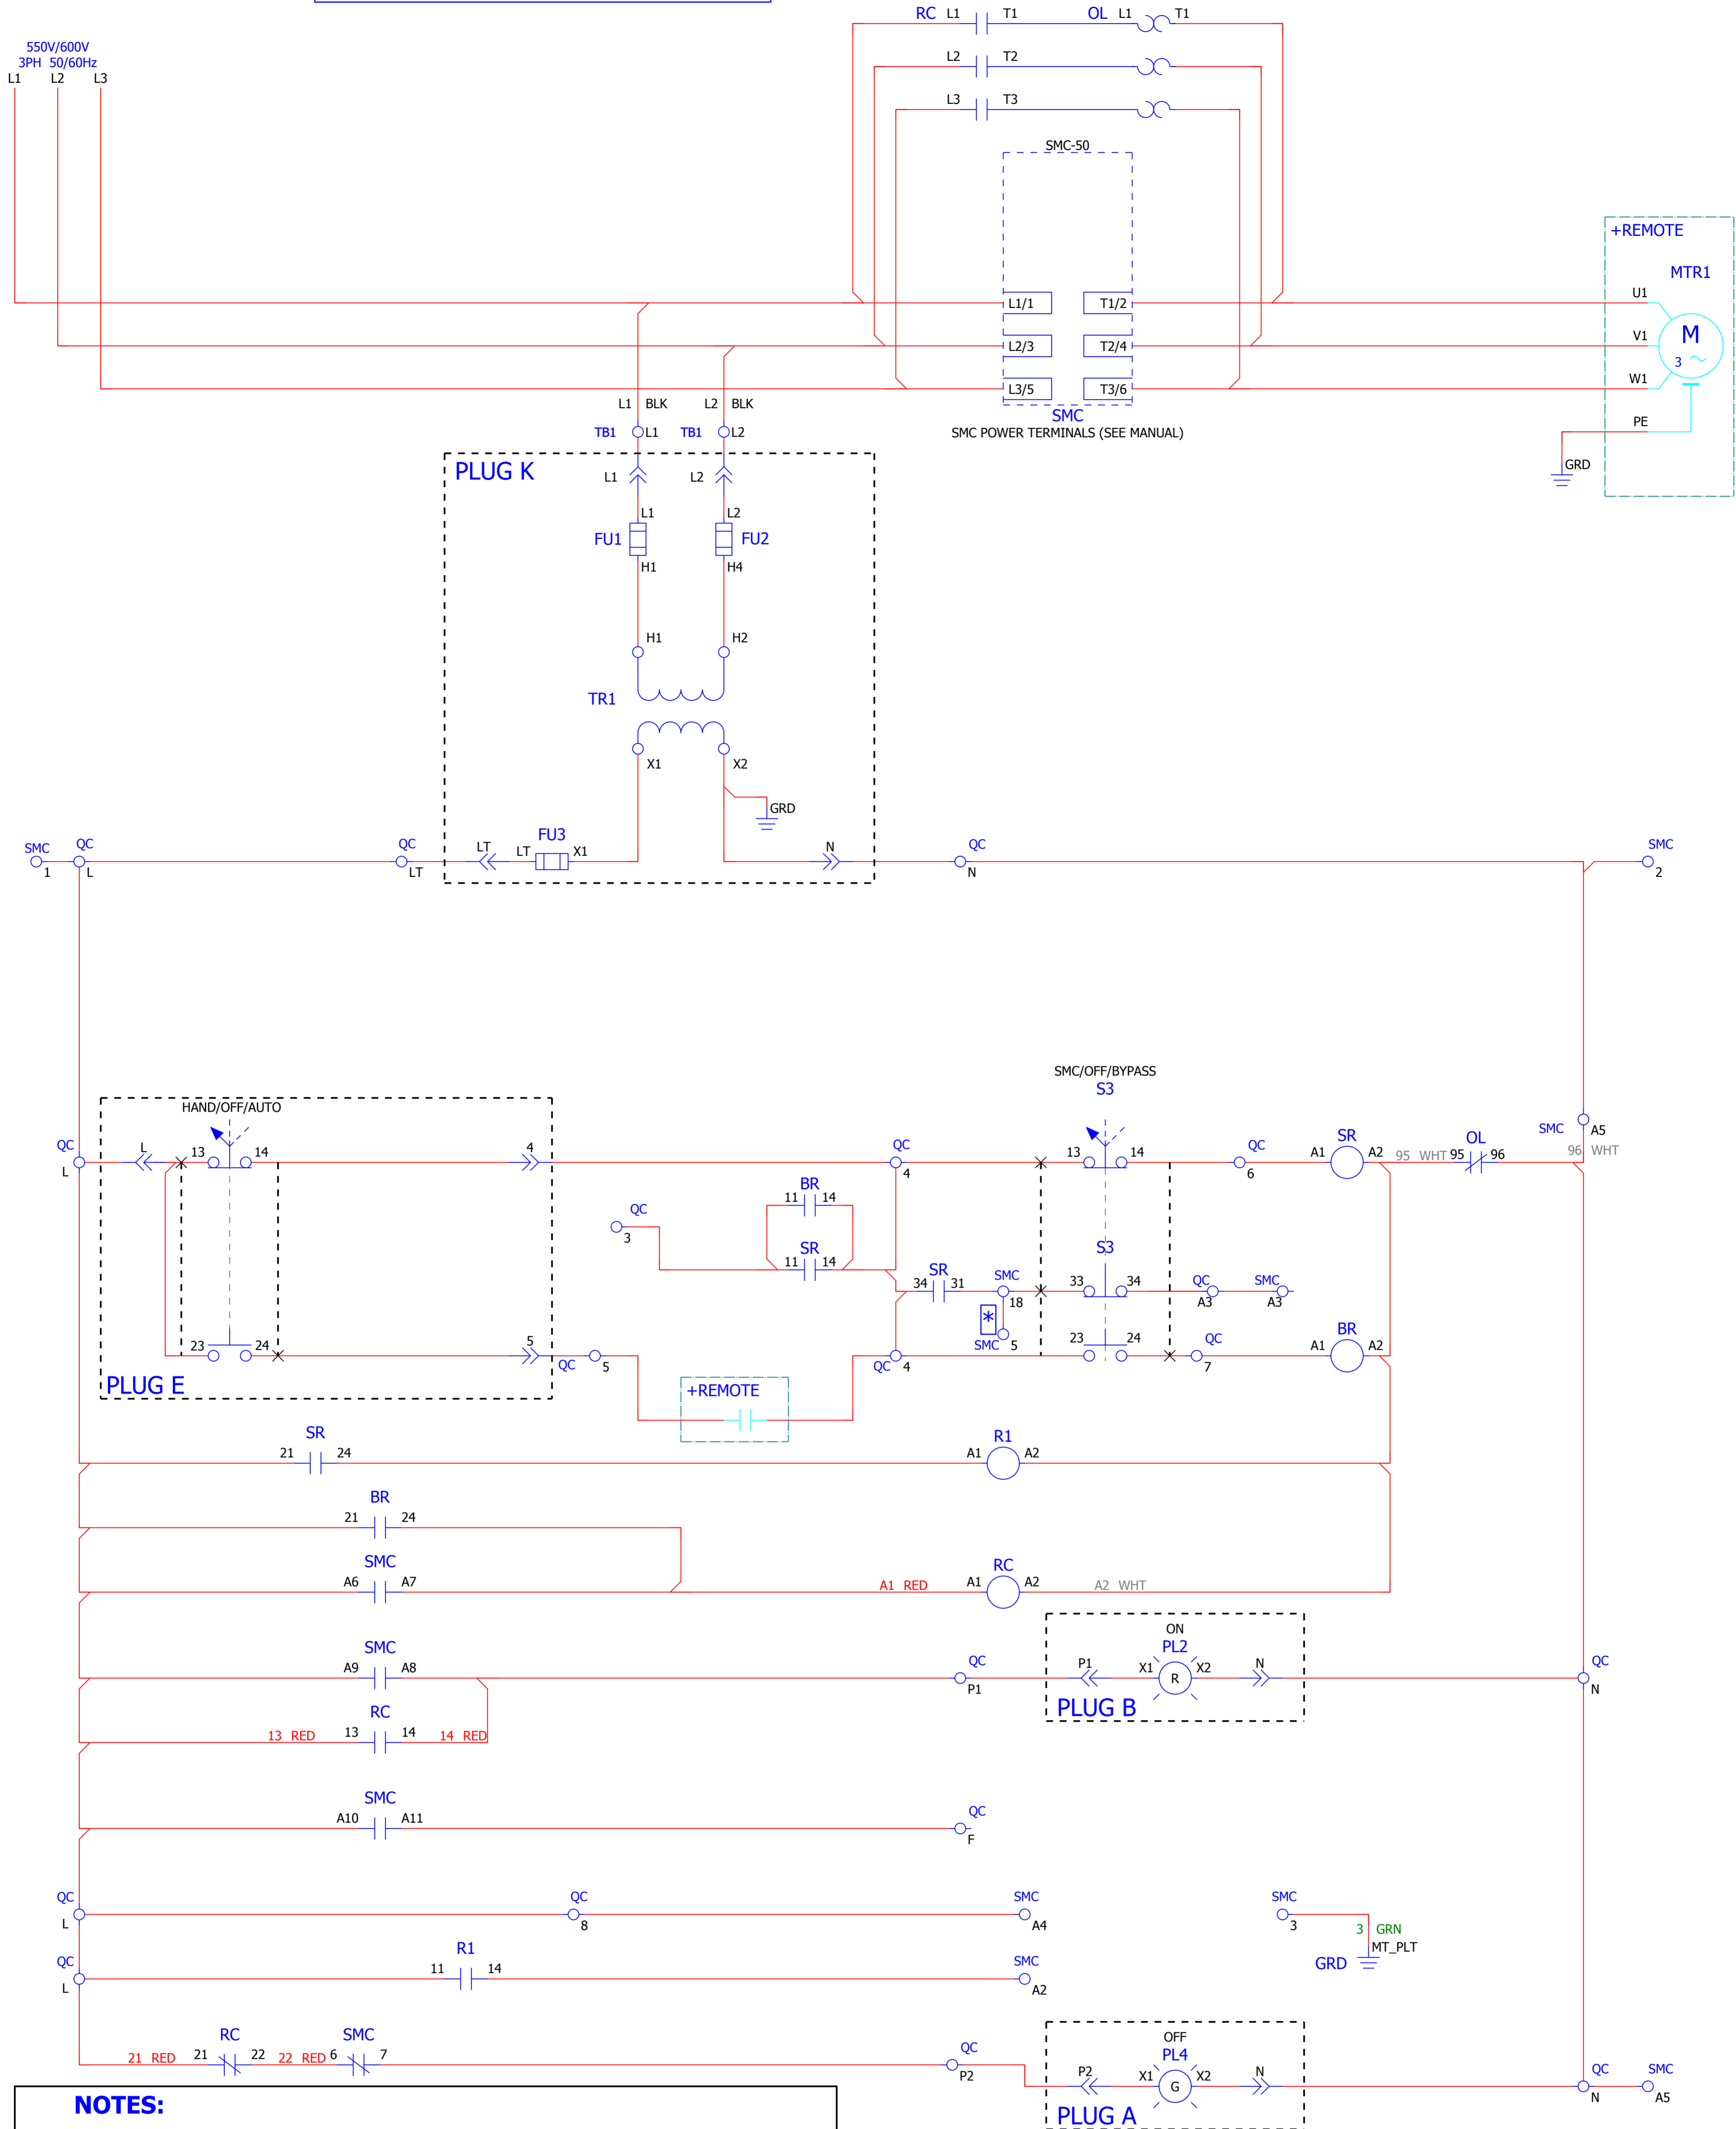 RC L1 T1 OL L1 T1
550V/600V
3PH 50/60Hz
L1 L2 L3
L2 T2
L3 T3
SMC-50
+REMOTE
MTR1
L1/1 T1/2 U1
L2/3 T2/4 V1
M
3
L3/5 T3/6 W1
L1 BLK L2 BLK
SMC
PE
TB1 L1 TB1 L2
SMC POWER TERMINALS (SEE MANUAL)
PLUG K
L1 L2
GRD
L1 L2
FU1 FU2
H1 H4
H1 H2
TR1
X1 X2
GRD
SMC QC QC LT LT FU3 X1 N QC SMC
1 L LT N 2
SMC/OFF/BYPASS
S3
HAND/OFF/AUTO
QC L 13 14 4 QC 13 14 QC SR OL SMC A5
L 4 6 A1 A2 95 WHT 95 96 96 WHT
BR
11 14
QC
3
SR
11 14
S3
SR
34 31 SMC 33 34 QC SMC
18 A3 A3
*
SMC 5
23 24 5 QC 5 QC 4 23 24 QC 7 A1 BR A2
PLUG E
+REMOTE
SR
21 24 A1 R1 A2
BR
21 24
SMC
A6 A7 A1 RED A1 RC A2 A2 WHT
ON
SMC PL2
A9 A8 QC P1 P1 X1 R X2 N QC N
PLUG B
RC
13 RED 13 14 14 RED
SMC
A10 A11 QC F
QC QC SMC SMC
L 8 A4 3
3 GRN
MT_PLT
GRD
QC R1 SMC
L 11 14 A2
OFF
RC SMC PL4
21 RED 21 22 22 RED 6 7 QC P2
P2 X1 G X2 N QC N SMC A5
PLUG A
NOTES: